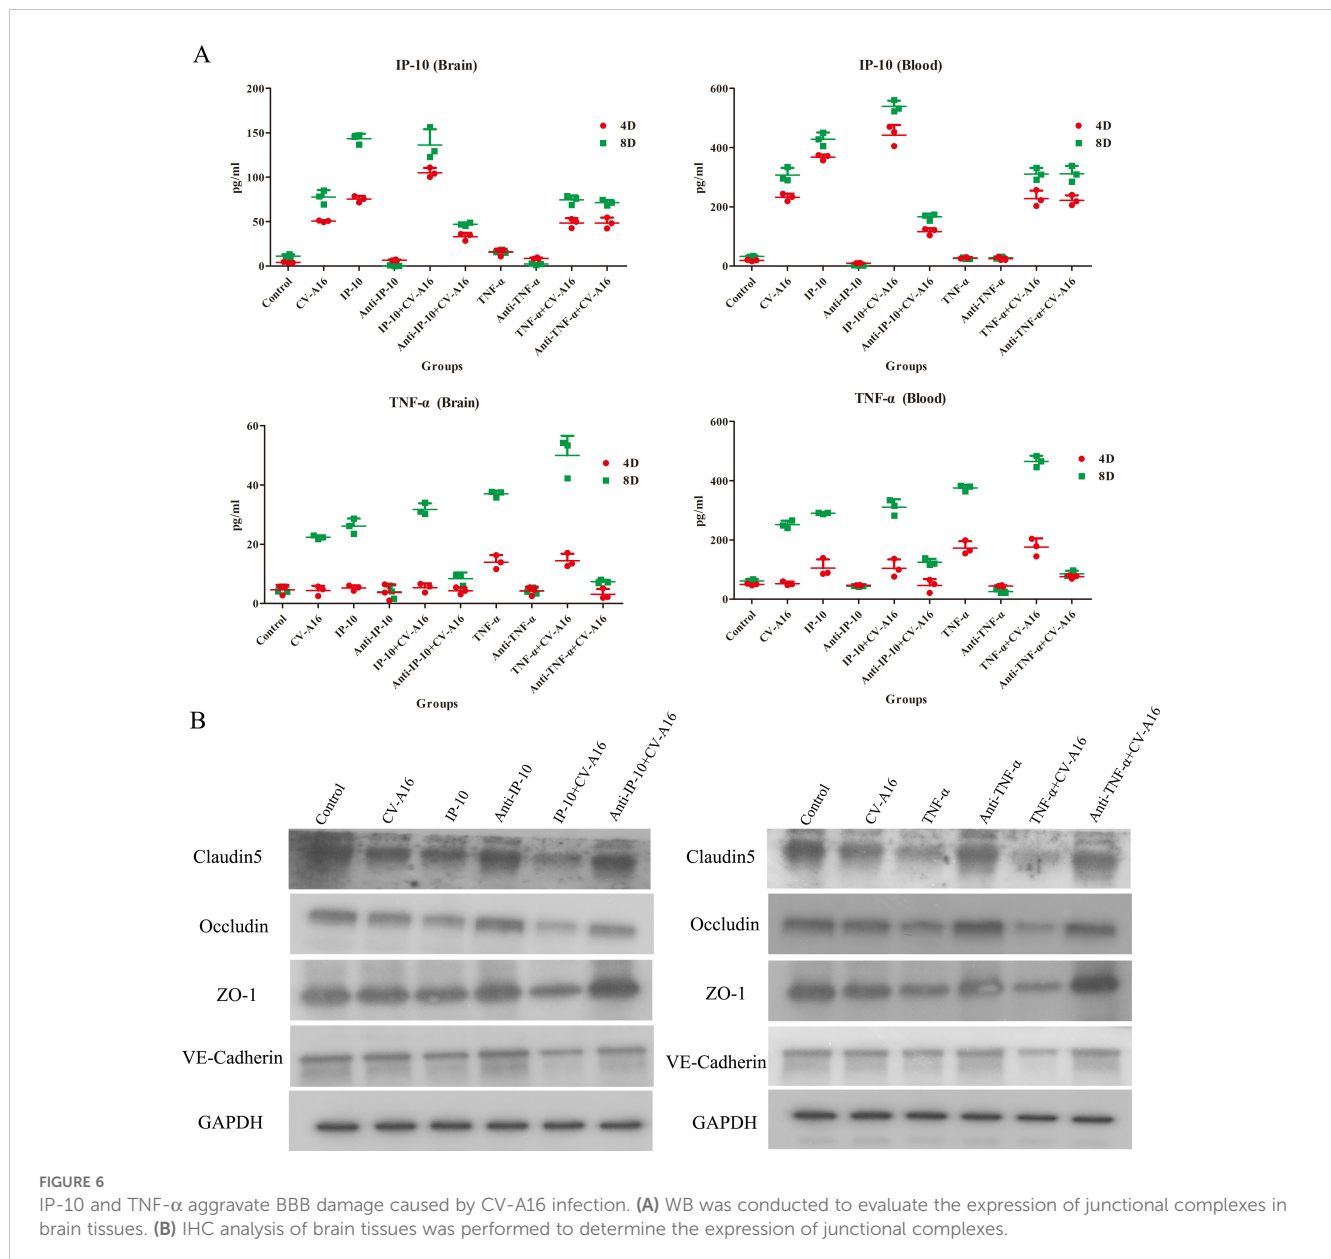 A
IP-10 (Brain)
200
150
100
50
0
pg/ml
4D
8D
Control
CV-A16
IP-10
Anti-IP-10
IP-10+CV-A16
Anti-IP-10+CV-A16
TNF-α
Anti-TNF-α
TNF-α+CV-A16
Anti-TNF-α+CV-A16
Groups
IP-10 (Blood)
600
400
200
0
pg/ml
4D
8D
Control
CV-A16
IP-10
Anti-IP-10
IP-10+CV-A16
Anti-IP-10+CV-A16
TNF-α
Anti-TNF-α
TNF-α+CV-A16
Anti-TNF-α+CV-A16
Groups
TNF-α (Brain)
60
40
20
0
pg/ml
4D
8D
Control
CV-A16
IP-10
Anti-IP-10
IP-10+CV-A16
Anti-IP-10+CV-A16
TNF-α
Anti-TNF-α
TNF-α+CV-A16
Anti-TNF-α+CV-A16
Groups
TNF-α (Blood)
600
400
200
0
pg/ml
4D
8D
Control
CV-A16
IP-10
Anti-IP-10
IP-10+CV-A16
Anti-IP-10+CV-A16
TNF-α
Anti-TNF-α
TNF-α+CV-A16
Anti-TNF-α+CV-A16
Groups
B
Control
CV-A16
IP-10
Anti-IP-10
IP-10+CV-A16
Anti-IP-10+CV-A16
Claudin5
Occludin
ZO-1
VE-Cadherin
GAPDH
Control
CV-A16
TNF-α
Anti-TNF-α
TNF-α+CV-A16
Anti-TNF-α+CV-A16
Claudin5
Occludin
ZO-1
VE-Cadherin
GAPDH
FIGURE 6
IP-10 and TNF-α aggravate BBB damage caused by CV-A16 infection. (A) WB was conducted to evaluate the expression of junctional complexes in
brain tissues. (B) IHC analysis of brain tissues was performed to determine the expression of junctional complexes.